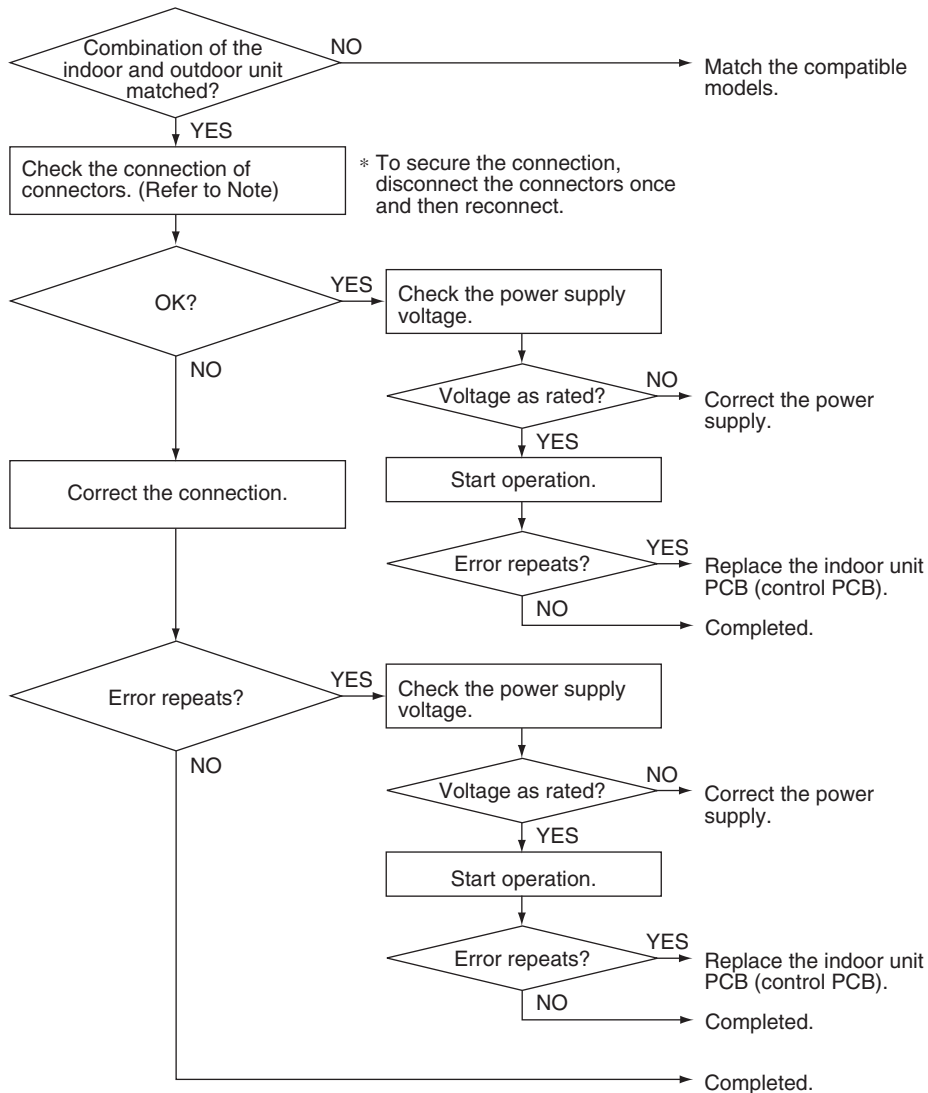 Combination of the
indoor and outdoor unit
matched?
NO
Match the compatible
models.
YES
Check the connection of
connectors. (Refer to Note)
* To secure the connection,
disconnect the connectors once
and then reconnect.
OK?
YES
Check the power supply
voltage.
NO
Voltage as rated?
NO
Correct the power
supply.
YES
Correct the connection.
Start operation.
Error repeats?
YES
Replace the indoor unit
PCB (control PCB).
NO
Completed.
Error repeats?
YES
Check the power supply
voltage.
NO
Voltage as rated?
NO
Correct the power
supply.
YES
Start operation.
Error repeats?
YES
Replace the indoor unit
PCB (control PCB).
NO
Completed.
Completed.